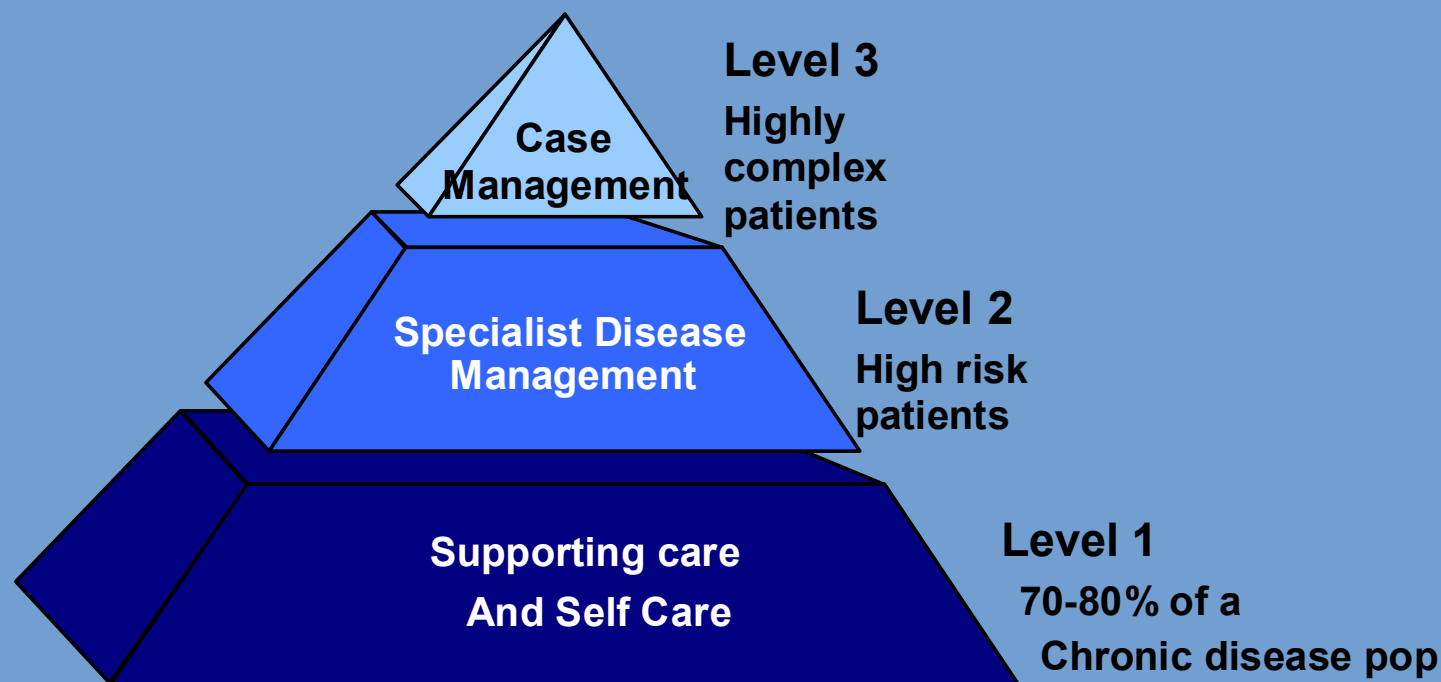 Level 3
Case
Management
Highly
complex
patients
Level 2
Specialist Disease
Management
High risk
patients
Level 1
Supporting care
And Self Care
70-80% of a
Chronic disease pop